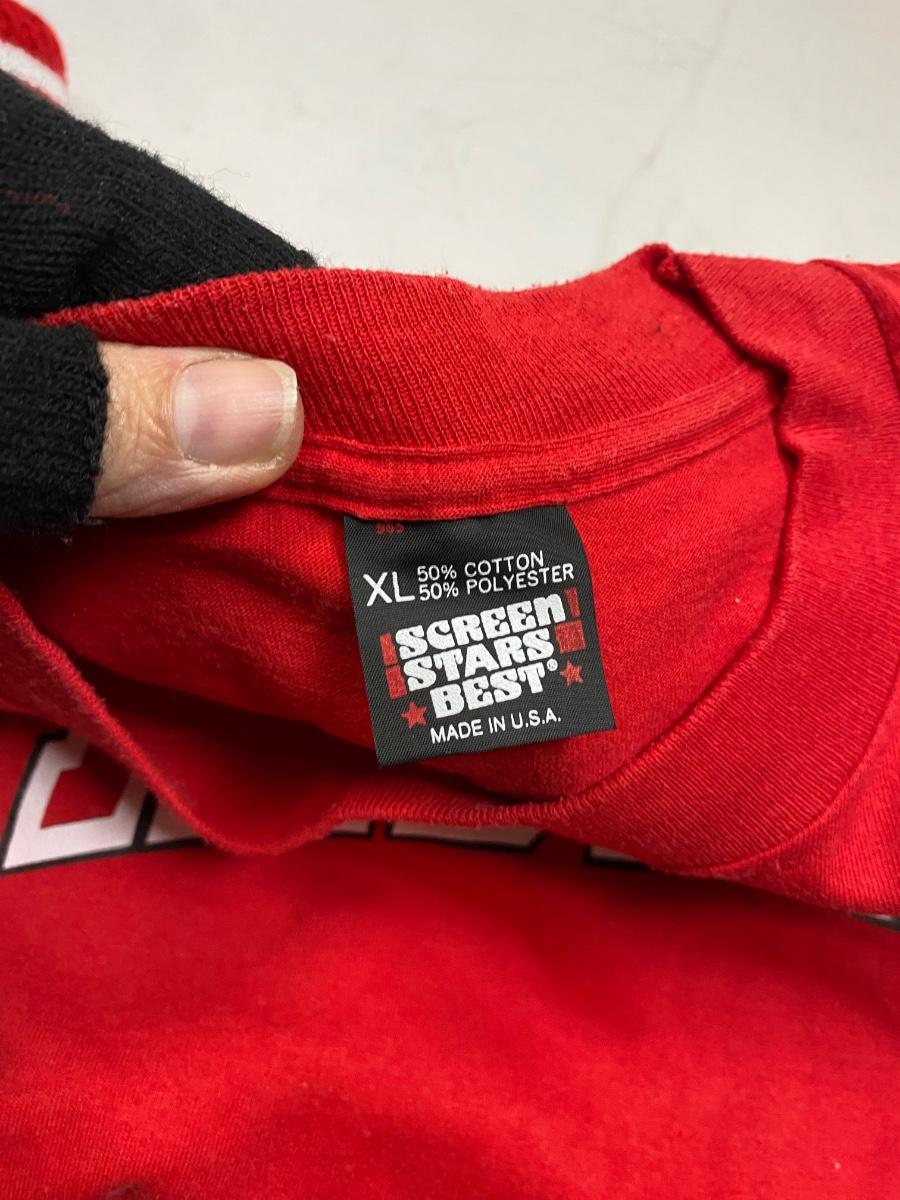 XL 50% COTTON
50% POLYESTER
SCREEN
STARS
BEST®
MADE IN U.S.A.